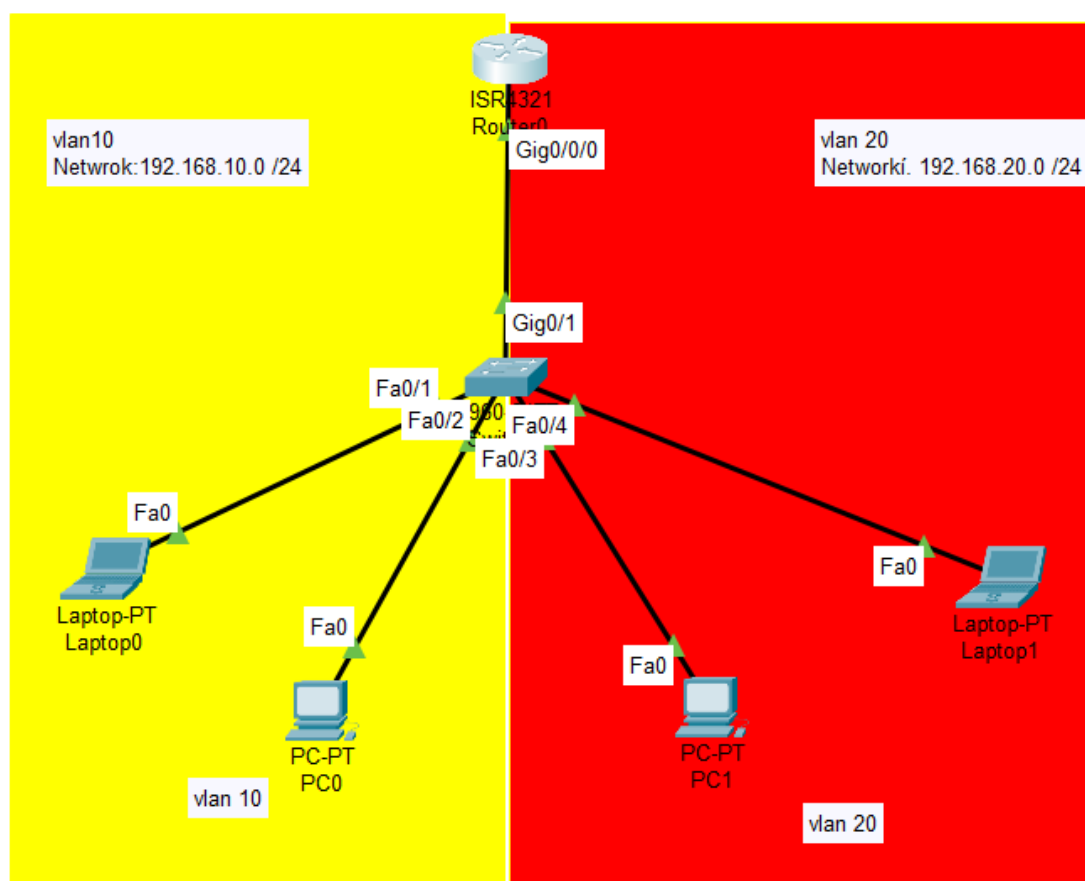 ISR4321
Router0
Gig0/0/0
vlan10
Netwrok:192.168.10.0 /24
vlan 20
Networkí. 192.168.20.0 /24
Gig0/1
Fa0/1
Fa0/2
Fa0/4
Fa0/3
Fa0
Laptop-PT
Laptop0
Fa0
PC-PT
PC0
vlan 10
Fa0
PC-PT
PC1
Fa0
Laptop-PT
Laptop1
vlan 20